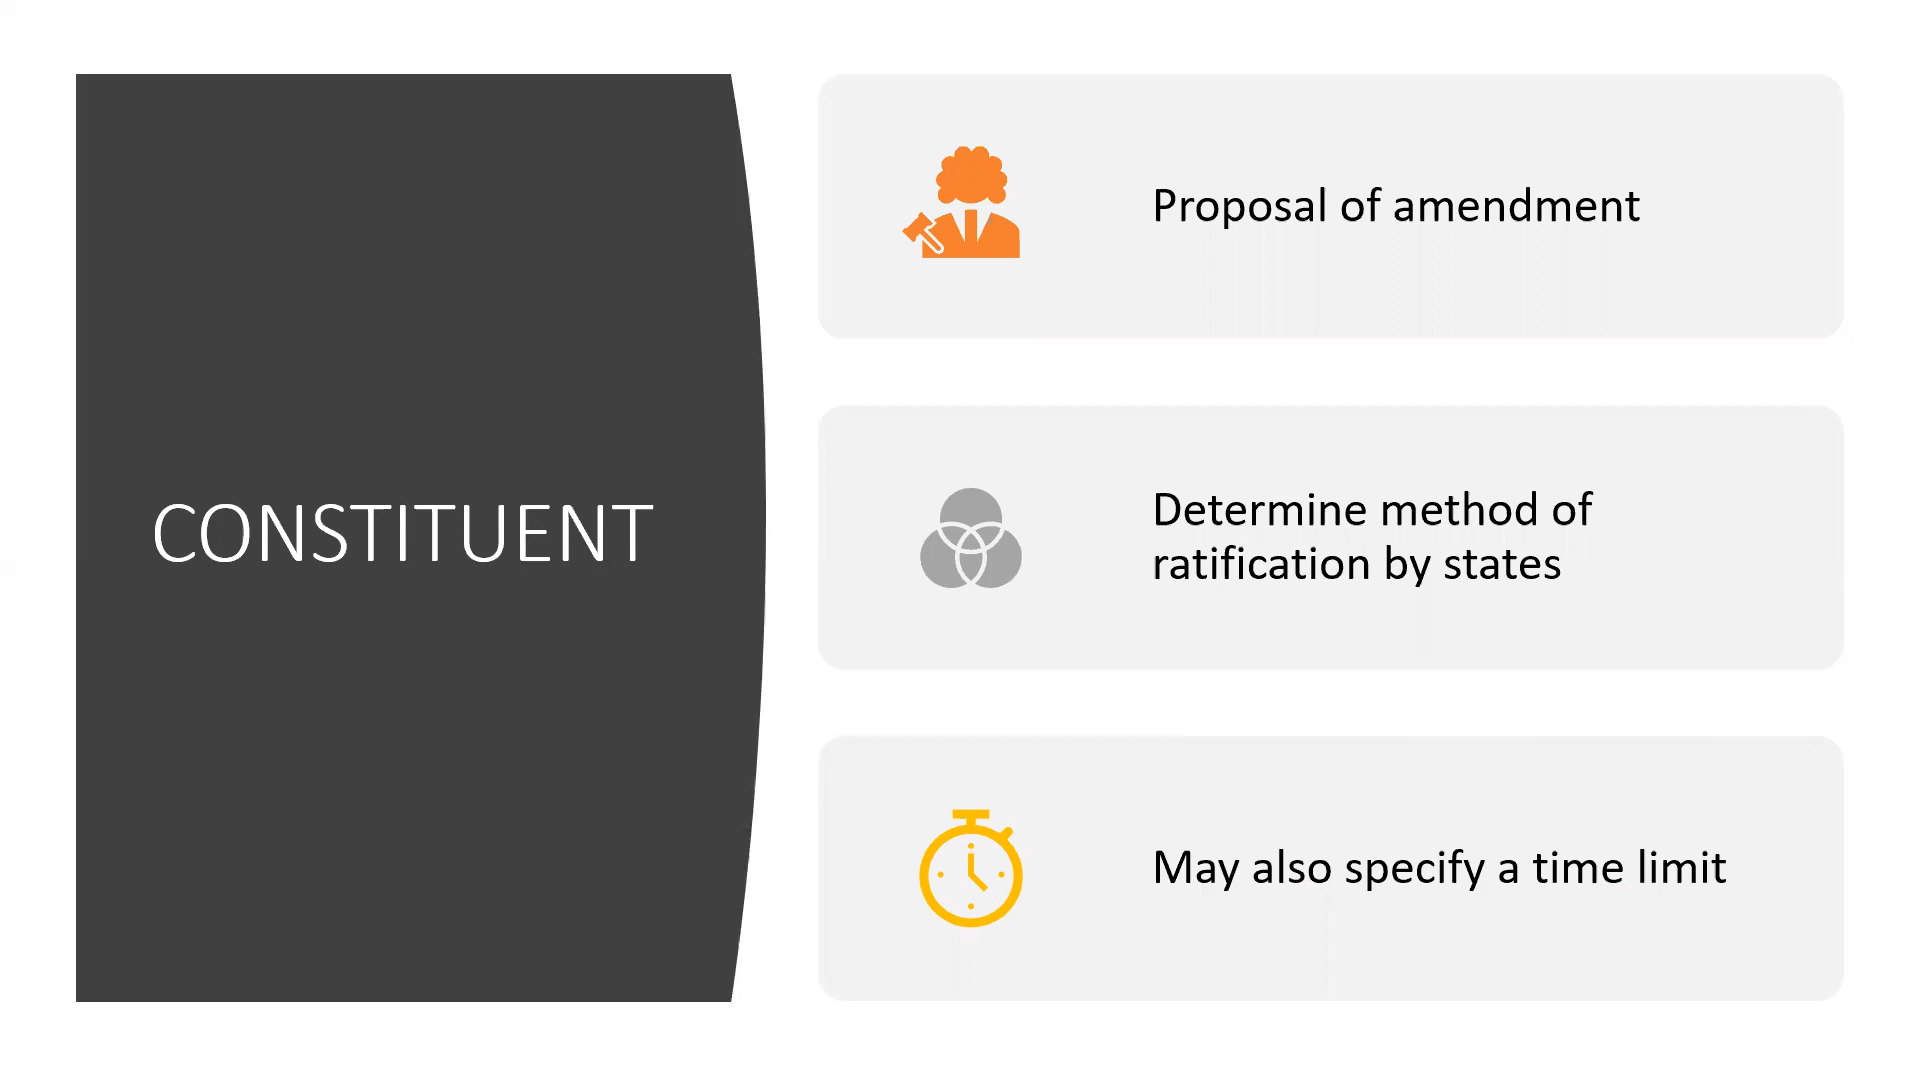 CONSTITUENT
Proposal of amendment
Determine method of
ratification by states
May also specify a time limit